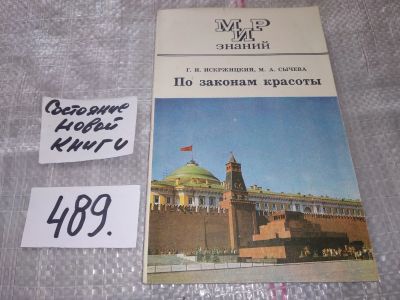 МИР
знаний
Г. И. ИСКРЖИЦКИЙ, М. А. СЫЧЕВА
По законам красоты
Состояние
новой
книги
489.